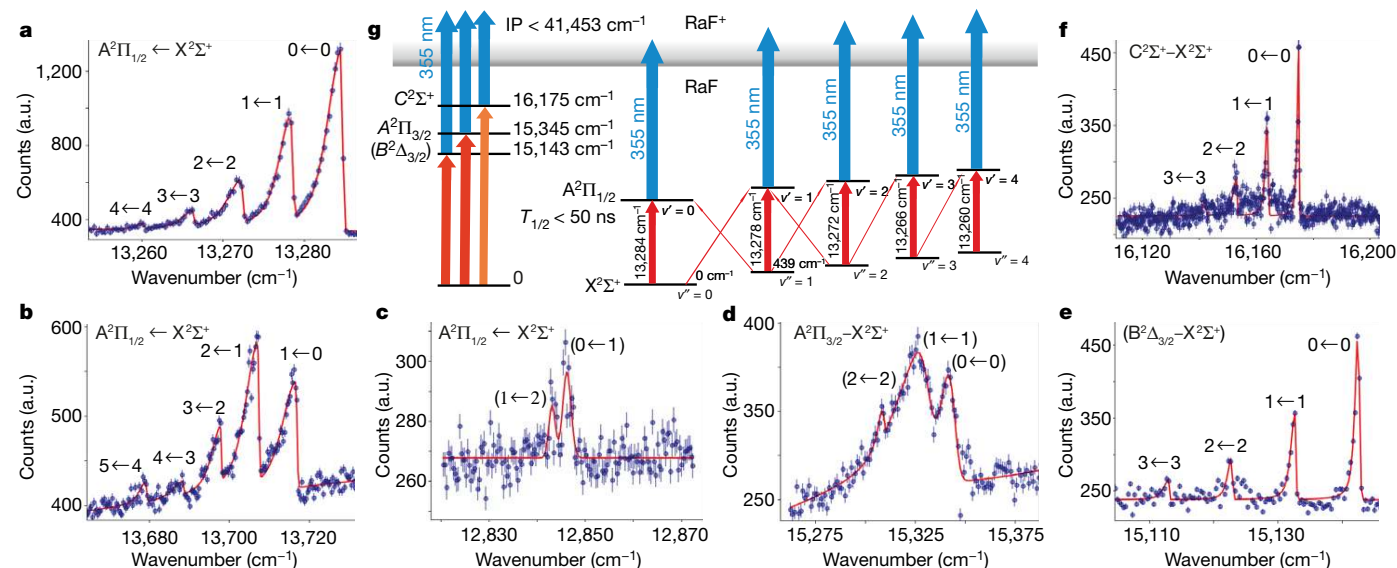 a
A²Π₁/₂ ← X²Σ⁺
0←0
1←1
2←2
3←3
4←4
1,200
800
400
13,260
13,270
13,280
Counts (a.u.)
Wavenumber (cm⁻¹)
g
IP < 41,453 cm⁻¹
RaF⁺
RaF
355 nm
C²Σ⁺
16,175 cm⁻¹
A²Π₃/₂
15,345 cm⁻¹
(B²Δ₃/₂)
15,143 cm⁻¹
0
355 nm
355 nm
355 nm
355 nm
355 nm
A²Π₁/₂
T₁/₂ < 50 ns
X²Σ⁺
v′ = 0
v′ = 1
v′ = 2
v′ = 3
v′ = 4
13,284 cm⁻¹
13,278 cm⁻¹
13,272 cm⁻¹
13,266 cm⁻¹
13,260 cm⁻¹
0 cm⁻¹
439 cm⁻¹
v″ = 0
v″ = 1
v″ = 2
v″ = 3
v″ = 4
f
C²Σ⁺–X²Σ⁺
0←0
1←1
2←2
3←3
450
350
250
16,120
16,160
16,200
Counts (a.u.)
Wavenumber (cm⁻¹)
b
A²Π₁/₂ ← X²Σ⁺
1←0
2←1
3←2
4←3
5←4
600
500
400
13,680
13,700
13,720
Counts (a.u.)
Wavenumber (cm⁻¹)
c
A²Π₁/₂ ← X²Σ⁺
(0←1)
(1←2)
300
280
260
12,830
12,850
12,870
Counts (a.u.)
Wavenumber (cm⁻¹)
d
A²Π₃/₂–X²Σ⁺
(1←1)
(0←0)
(2←2)
400
350
250
15,275
15,325
15,375
Counts (a.u.)
Wavenumber (cm⁻¹)
e
(B²Δ₃/₂–X²Σ⁺)
0←0
1←1
2←2
3←3
450
350
250
15,110
15,130
Counts (a.u.)
Wavenumber (cm⁻¹)